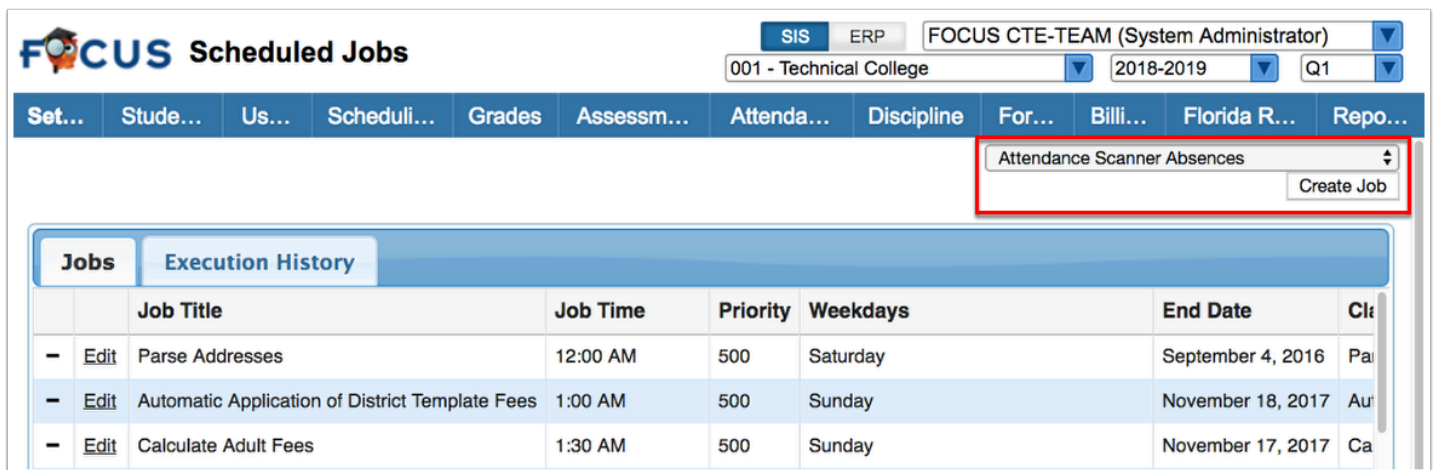 FOCUS Scheduled Jobs
SIS ERP FOCUS CTE-TEAM (System Administrator)
001 - Technical College 2018-2019 Q1
Set... Stude... Us... Scheduli... Grades Assessm... Attenda... Discipline For... Billi... Florida R... Repo...
Attendance Scanner Absences
Create Job
Jobs Execution History
Job Title Job Time Priority Weekdays End Date Cla
– Edit Parse Addresses 12:00 AM 500 Saturday September 4, 2016 Par
– Edit Automatic Application of District Template Fees 1:00 AM 500 Sunday November 18, 2017 Aut
– Edit Calculate Adult Fees 1:30 AM 500 Sunday November 17, 2017 Ca